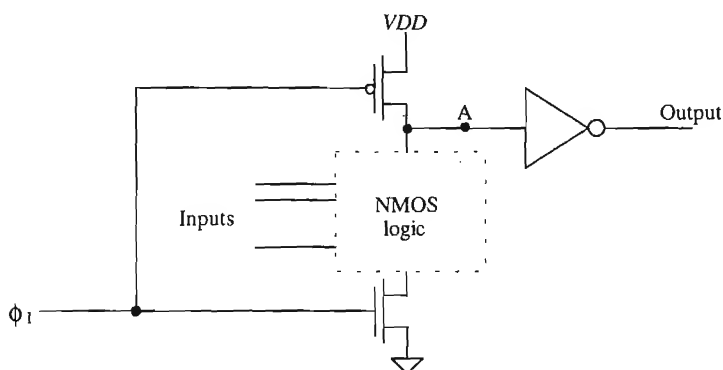 VDD
A
Output
Inputs
NMOS
logic
ϕ1